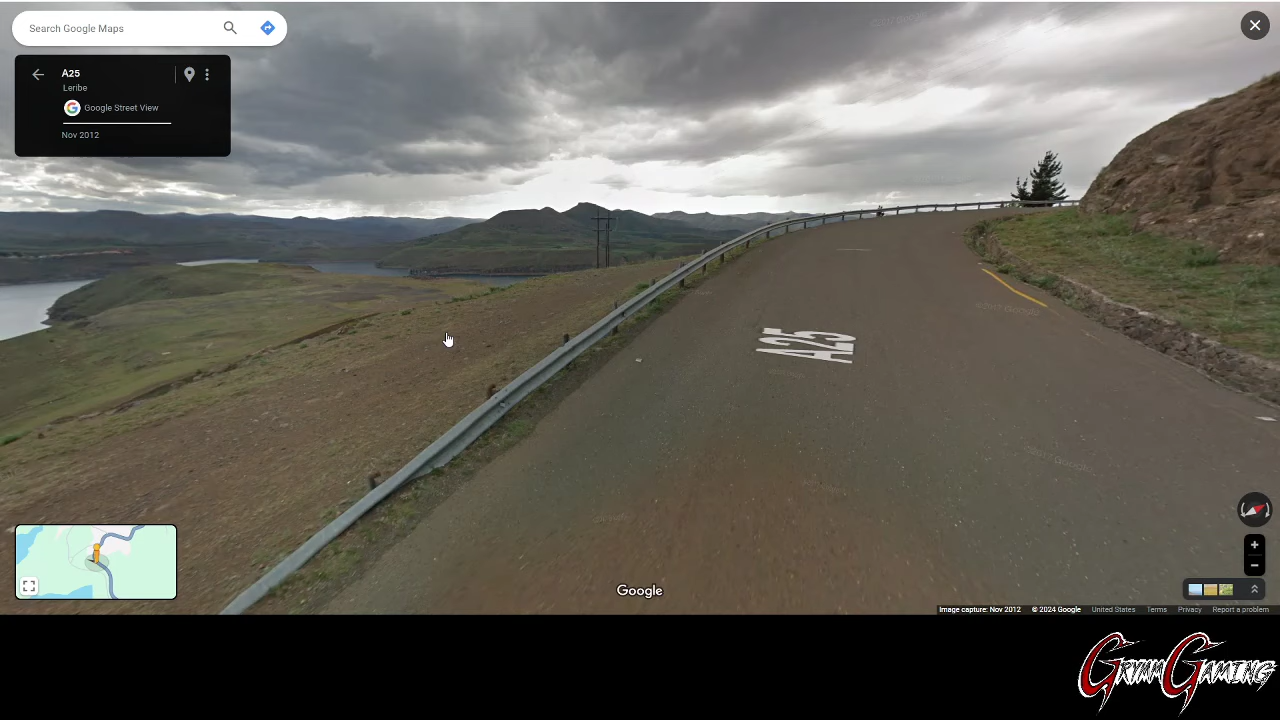 Search Google Maps
A25
Leribe
Google Street View
Nov 2012
A25
Google
Image capture: Nov 2012 © 2024 Google United States Terms Privacy Report a problem
GrimmGaming